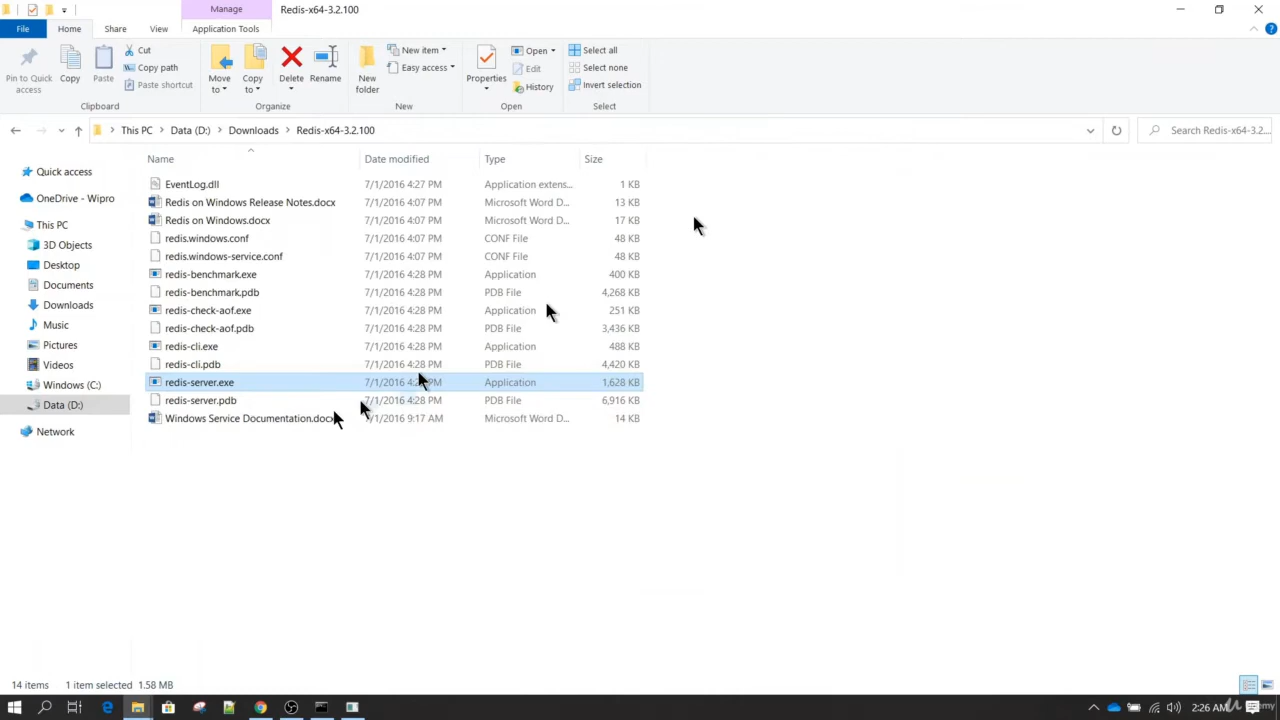 Manage Redis-x64-3.2.100
File Home Share View Application Tools
Pin to Quick access
Copy
Paste
Cut
Copy path
Paste shortcut
Move to
Copy to
Delete
Rename
New folder
New item
Easy access
Properties
Open
Edit
History
Select all
Select none
Invert selection
Clipboard Organize New Open Select
This PC Data (D:) Downloads Redis-x64-3.2.100 Search Redis-x64-3.2...
Quick access
OneDrive - Wipro
This PC
3D Objects
Desktop
Documents
Downloads
Music
Pictures
Videos
Windows (C:)
Data (D:)
Network
Name Date modified Type Size
EventLog.dll 7/1/2016 4:27 PM Application extens... 1 KB
Redis on Windows Release Notes.docx 7/1/2016 4:07 PM Microsoft Word D... 13 KB
Redis on Windows.docx 7/1/2016 4:07 PM Microsoft Word D... 17 KB
redis.windows.conf 7/1/2016 4:07 PM CONF File 48 KB
redis.windows-service.conf 7/1/2016 4:07 PM CONF File 48 KB
redis-benchmark.exe 7/1/2016 4:28 PM Application 400 KB
redis-benchmark.pdb 7/1/2016 4:28 PM PDB File 4,268 KB
redis-check-aof.exe 7/1/2016 4:28 PM Application 251 KB
redis-check-aof.pdb 7/1/2016 4:28 PM PDB File 3,436 KB
redis-cli.exe 7/1/2016 4:28 PM Application 488 KB
redis-cli.pdb 7/1/2016 4:28 PM PDB File 4,420 KB
redis-server.exe 7/1/2016 PM Application 1,628 KB
redis-server.pdb 7/1/2016 4:28 PM PDB File 6,916 KB
Windows Service Documentation.docx 7/1/2016 9:17 AM Microsoft Word D... 14 KB
14 items 1 item selected 1.58 MB
2:26 AM